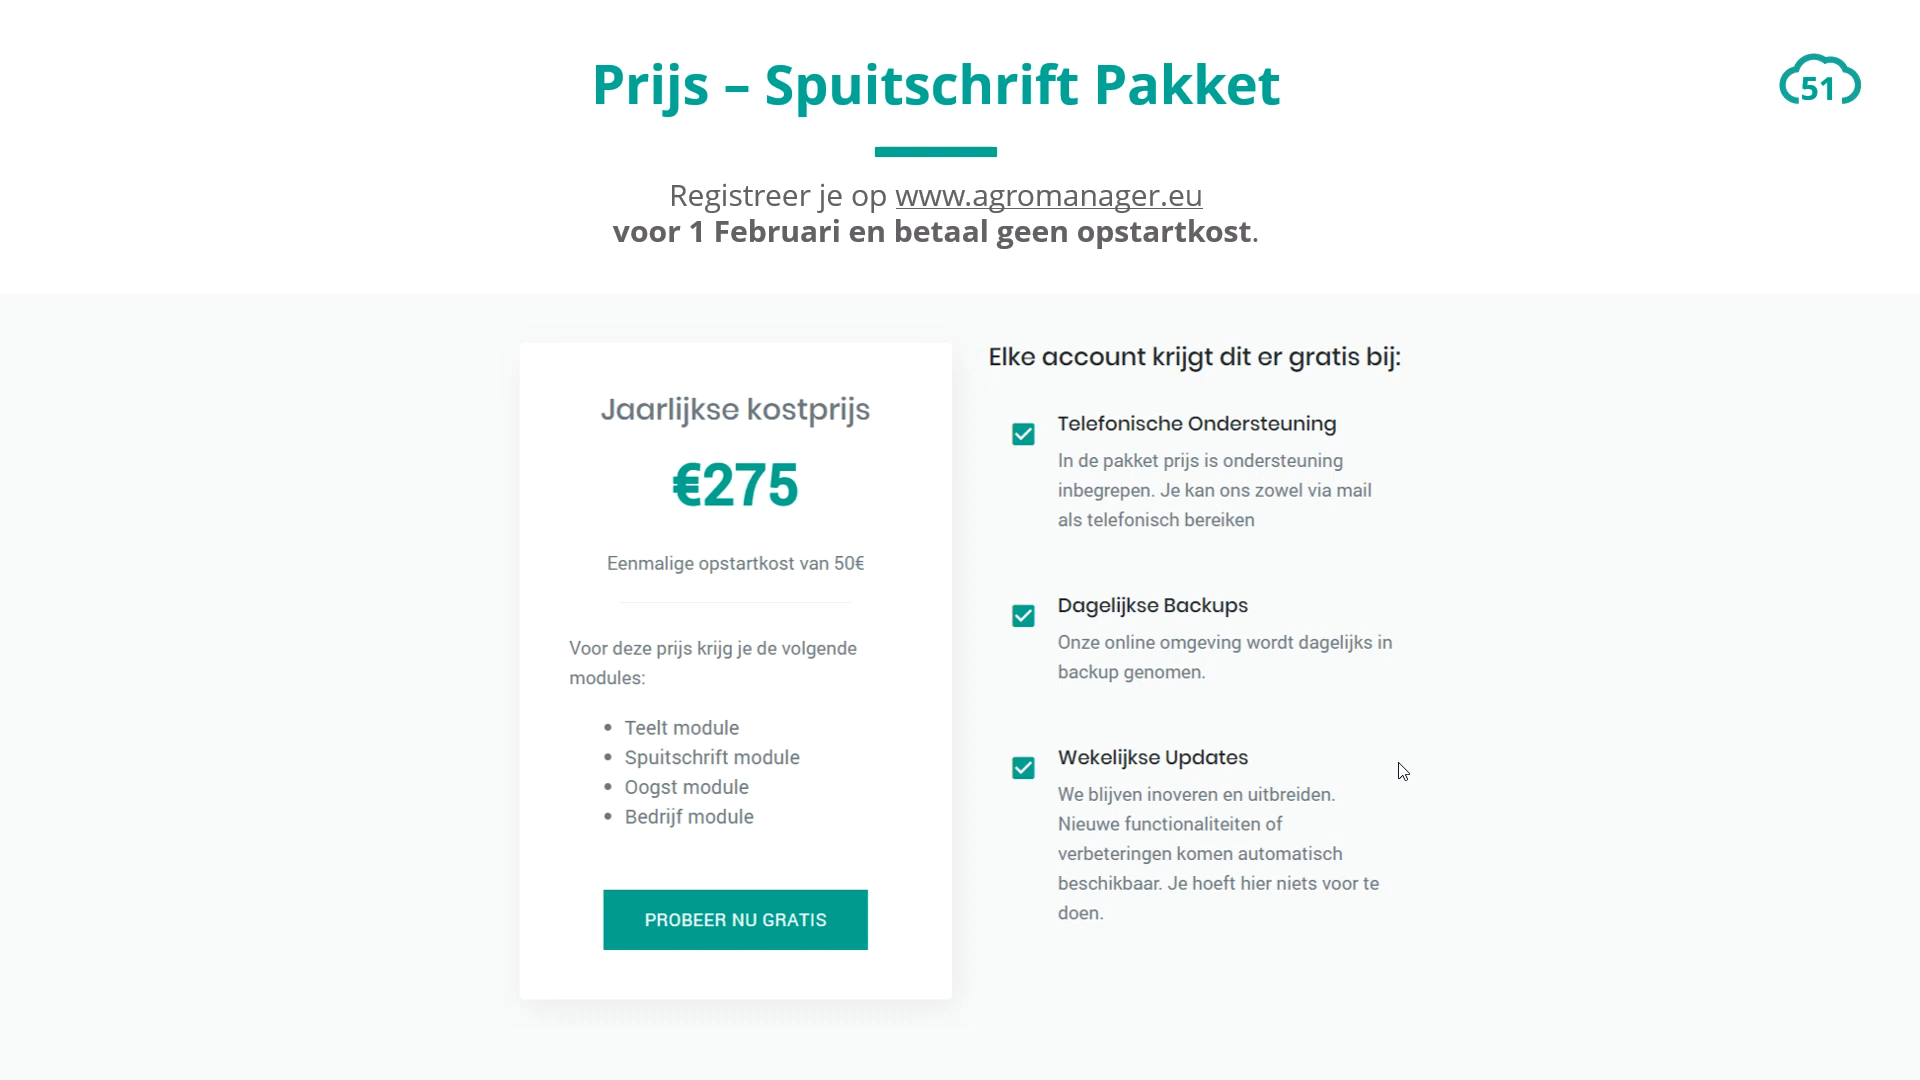 Prijs – Spuitschrift Pakket
51
Registreer je op www.agromanager.eu
voor 1 Februari en betaal geen opstartkost.
Jaarlijkse kostprijs
€275
Eenmalige opstartkost van 50€
Voor deze prijs krijg je de volgende
modules:
• Teelt module
• Spuitschrift module
• Oogst module
• Bedrijf module
PROBEER NU GRATIS
Elke account krijgt dit er gratis bij:
Telefonische Ondersteuning
In de pakket prijs is ondersteuning
inbegrepen. Je kan ons zowel via mail
als telefonisch bereiken
Dagelijkse Backups
Onze online omgeving wordt dagelijks in
backup genomen.
Wekelijkse Updates
We blijven inoveren en uitbreiden.
Nieuwe functionaliteiten of
verbeteringen komen automatisch
beschikbaar. Je hoeft hier niets voor te
doen.